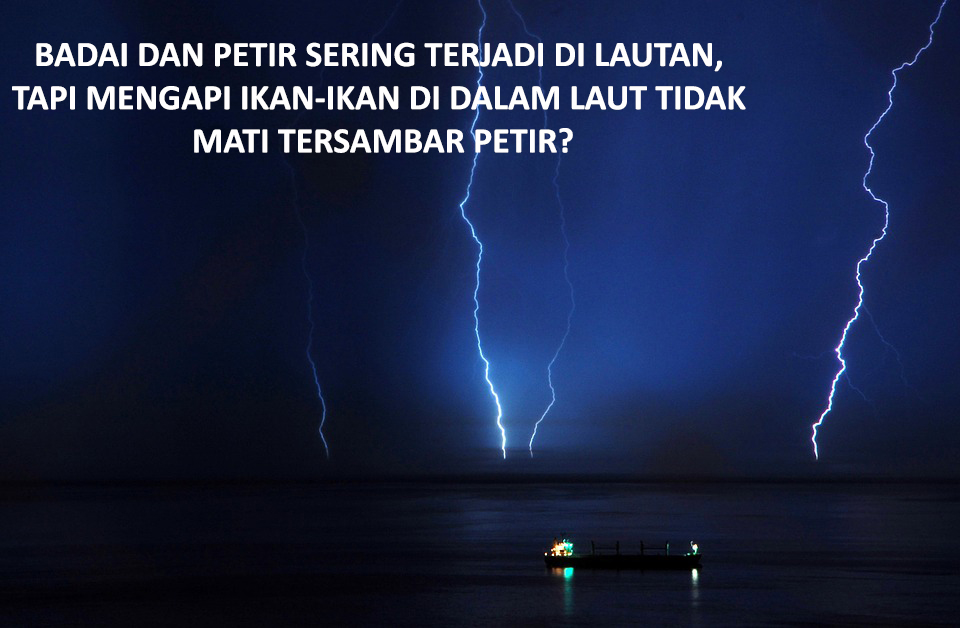 BADAI DAN PETIR SERING TERJADI DI LAUTAN,
TAPI MENGAPI IKAN-IKAN DI DALAM LAUT TIDAK
MATI TERSAMBAR PETIR?